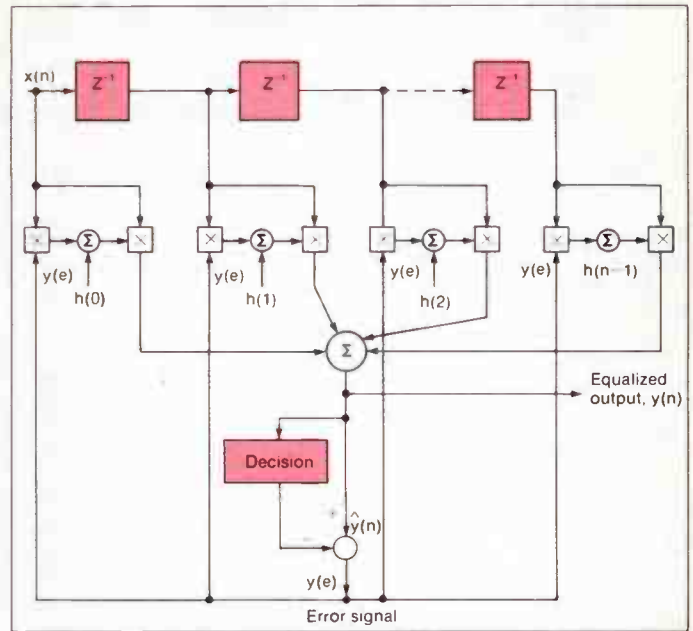 x(n)
Z⁻¹ Z⁻¹ Z⁻¹
× Σ × × Σ × × Σ × × Σ ×
y(e) y(e) y(e) y(e)
h(0) h(1) h(2) h(n−1)
Σ
Equalized
output, y(n)
Decision
ŷ(n)
y(e)
Error signal